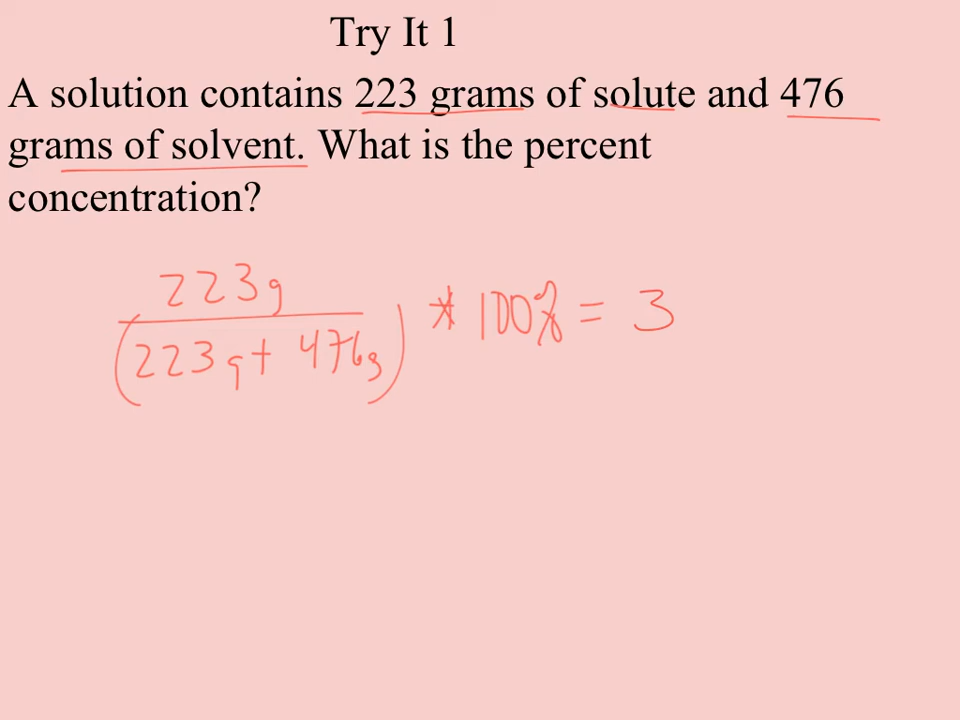 Try It 1
A solution contains 223 grams of solute and 476
grams of solvent. What is the percent
concentration?
223g
(223g + 476g) * 100% = 3